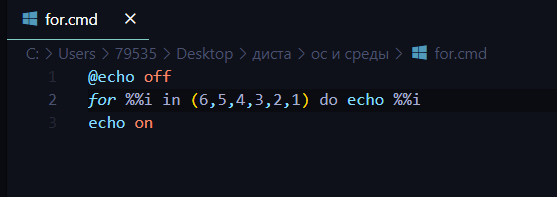 for.cmd
C: > Users > 79535 > Desktop > диста > ос и среды > for.cmd
1 @echo off
2 for %%i in (6,5,4,3,2,1) do echo %%i
3 echo on